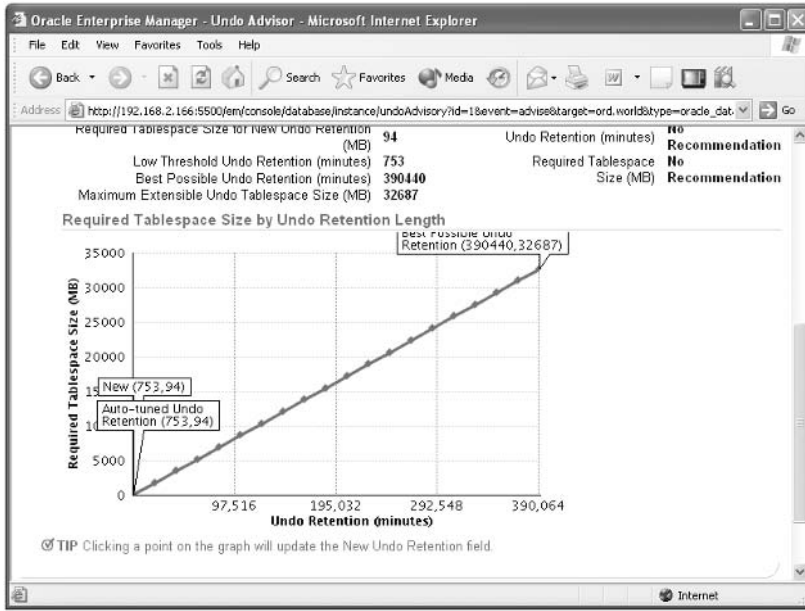 Oracle Enterprise Manager - Undo Advisor - Microsoft Internet Explorer
File Edit View Favorites Tools Help
Back Search Favorites Media
Address http://192.168.2.166:5500/em/console/database/instance/undoAdvisory?id=1&event=advise&target=ord.world&type=oracle_dat Go
Required Tablespace Size for New Undo Retention (MB) 94
Low Threshold Undo Retention (minutes) 753
Best Possible Undo Retention (minutes) 390440
Maximum Extensible Undo Tablespace Size (MB) 32687
Undo Retention (minutes) No Recommendation
Required Tablespace Size (MB) No Recommendation
Required Tablespace Size by Undo Retention Length
Best Possible Undo
Retention (390440,32687)
Required Tablespace Size (MB)
35000
30000
25000
20000
15
New (753,94)
Auto-tuned Undo
Retention (753,94)
10
5000
0
97,516 195,032 292,548 390,064
Undo Retention (minutes)
TIP Clicking a point on the graph will update the New Undo Retention field.
Internet